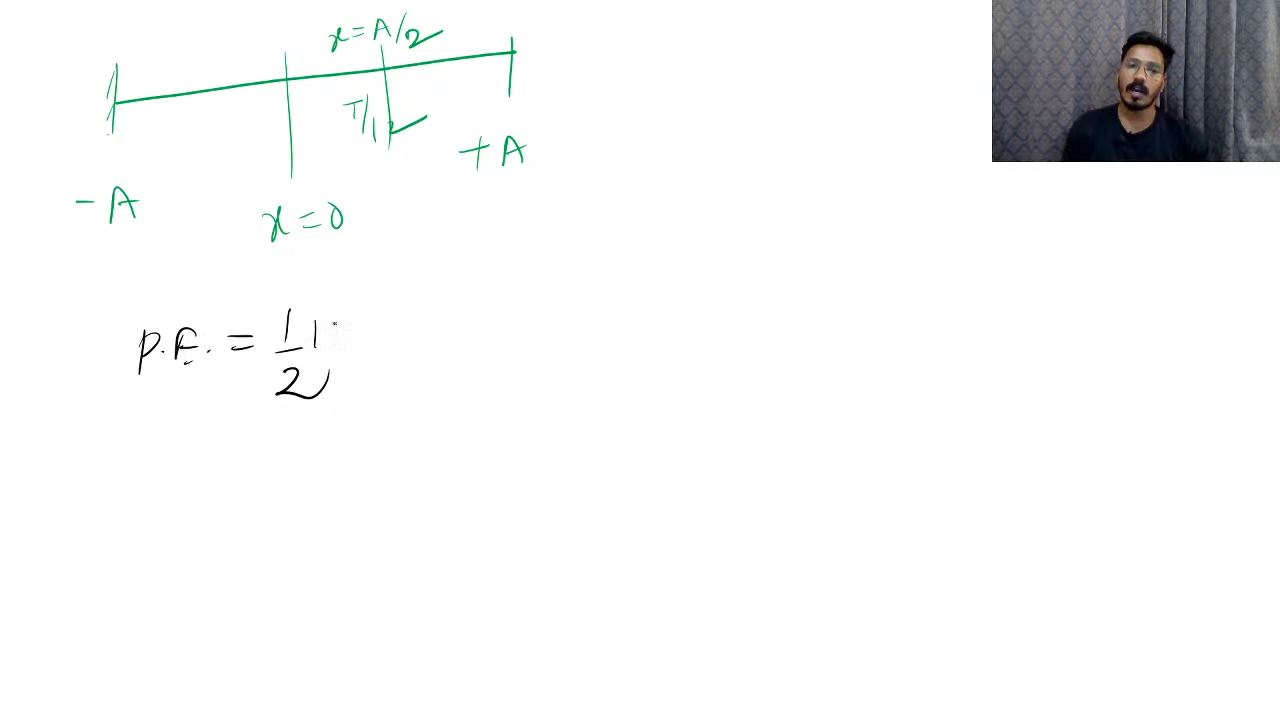 x = A/2
T/12
+ A
- A
x = 0
P.E. = 1/2